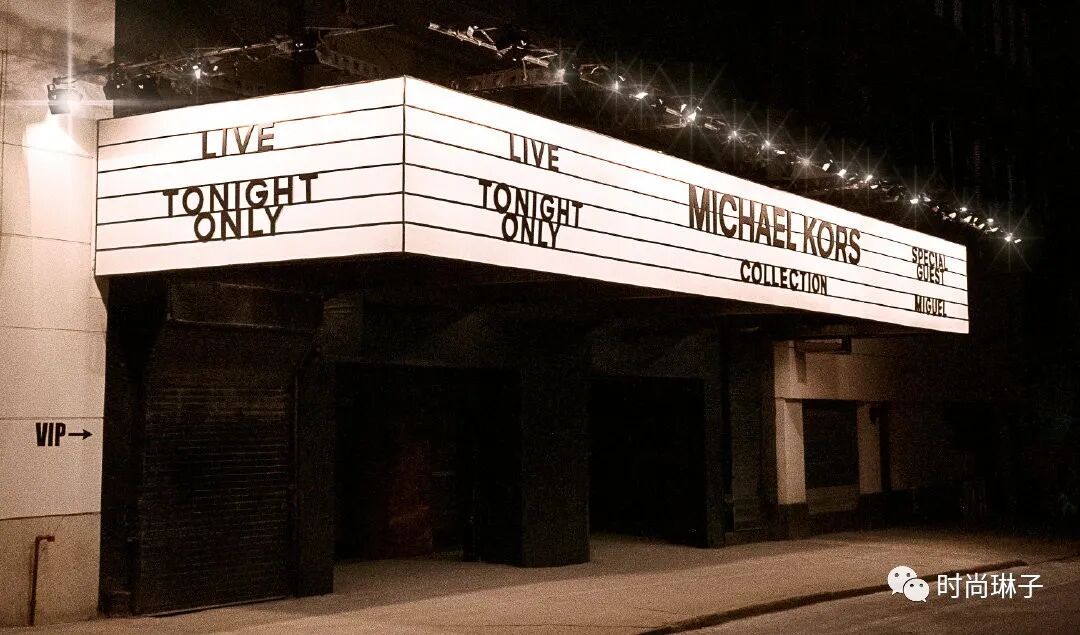 LIVE
TONIGHT
ONLY
LIVE
TONIGHT
ONLY
MICHAEL KORS
COLLECTION
SPECIAL
GUEST
MIGUEL
VIP→
时尚琳子